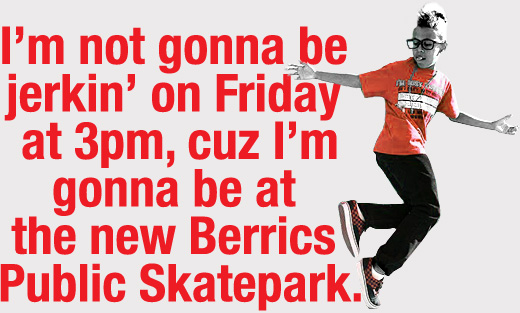 I'm not gonna be
jerkin' on Friday
at 3pm, cuz I'm
gonna be at
the new Berrics
Public Skatepark.